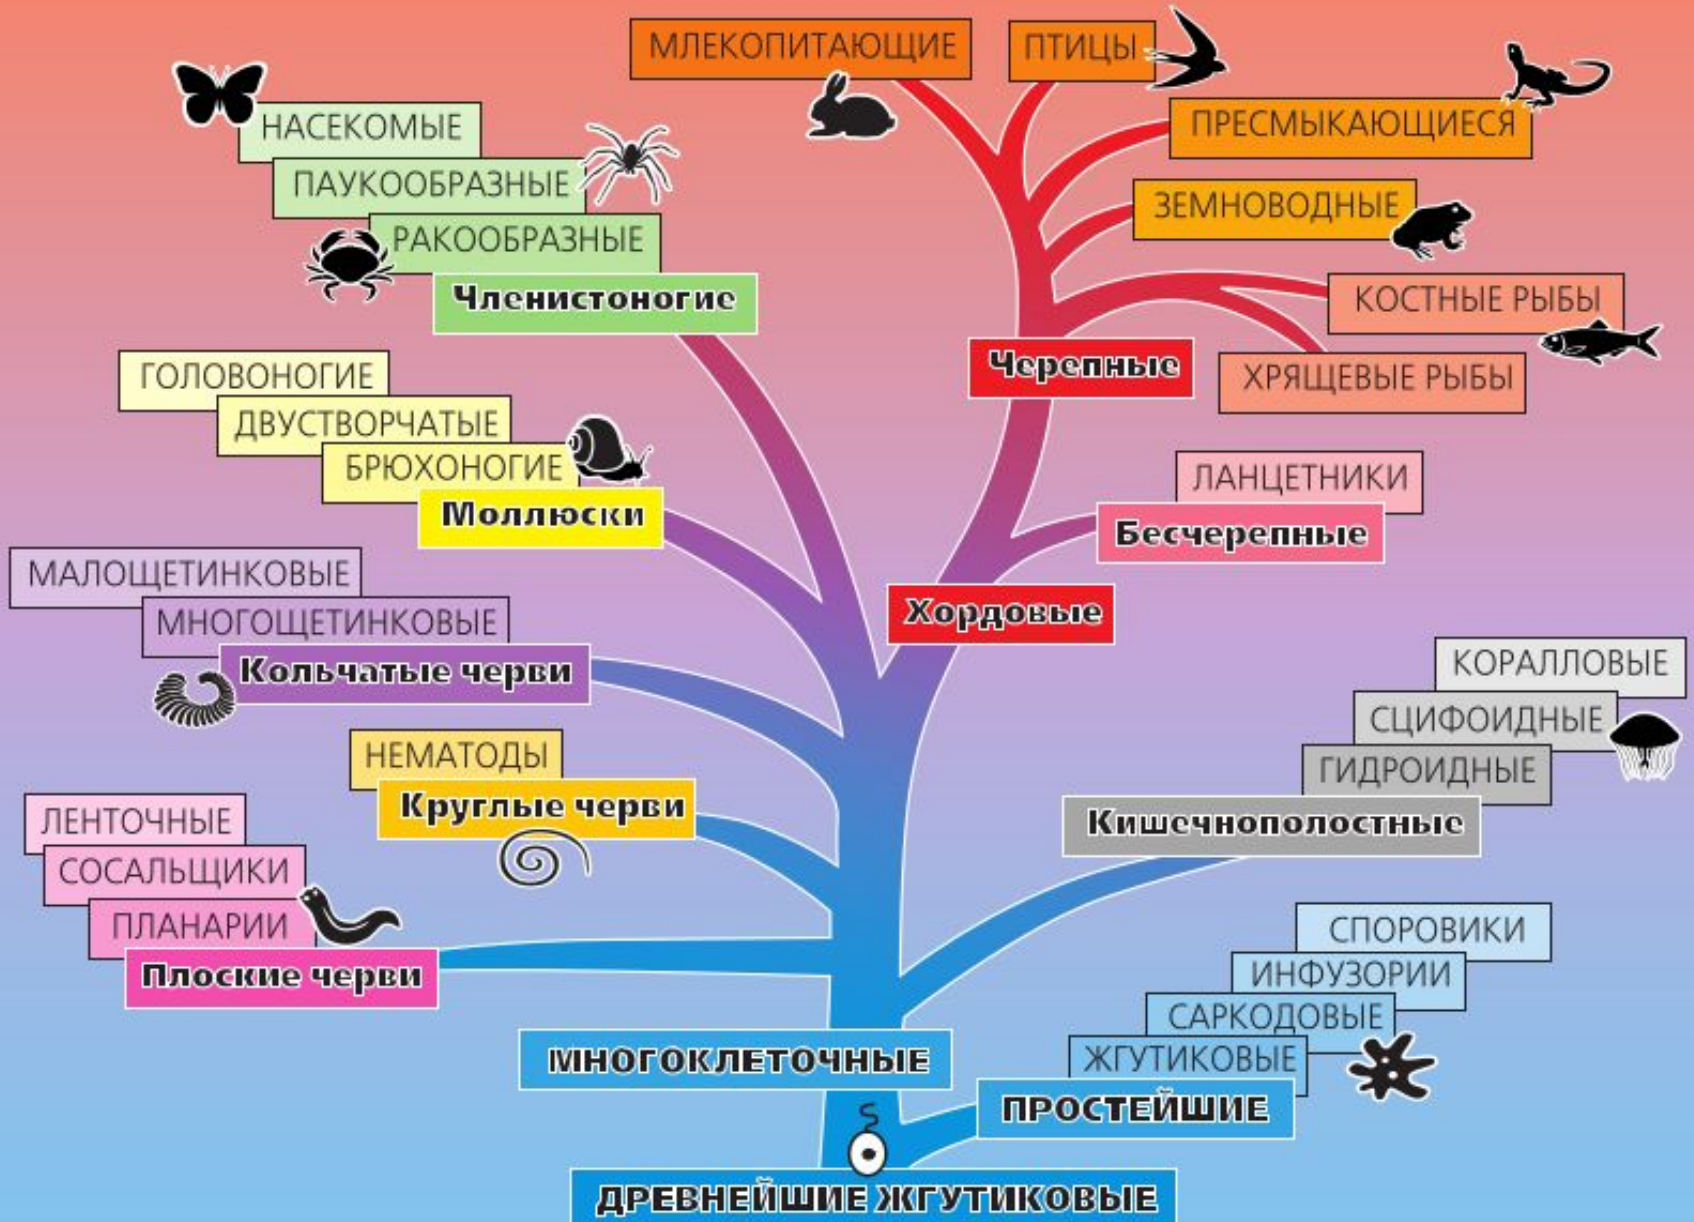 МЛЕКОПИТАЮЩИЕ
ПТИЦЫ
ПРЕСМЫКАЮЩИЕСЯ
ЗЕМНОВОДНЫЕ
КОСТНЫЕ РЫБЫ
ХРЯЩЕВЫЕ РЫБЫ
Черепные
ЛАНЦЕТНИКИ
Бесчерепные
Хордовые
НАСЕКОМЫЕ
ПАУКООБРАЗНЫЕ
РАКООБРАЗНЫЕ
Членистоногие
ГОЛОВОНОГИЕ
ДВУСТВОРЧАТЫЕ
БРЮХОНОГИЕ
Моллюски
МАЛОЩЕТИНКОВЫЕ
МНОГОЩЕТИНКОВЫЕ
Кольчатые черви
НЕМАТОДЫ
Круглые черви
ЛЕНТОЧНЫЕ
СОСАЛЬЩИКИ
ПЛАНАРИИ
Плоские черви
КОРАЛЛОВЫЕ
СЦИФОИДНЫЕ
ГИДРОИДНЫЕ
Кишечнополостные
СПОРОВИКИ
ИНФУЗОРИИ
САРКОДОВЫЕ
ЖГУТИКОВЫЕ
ПРОСТЕЙШИЕ
МНОГОКЛЕТОЧНЫЕ
ДРЕВНЕЙШИЕ ЖГУТИКОВЫЕ